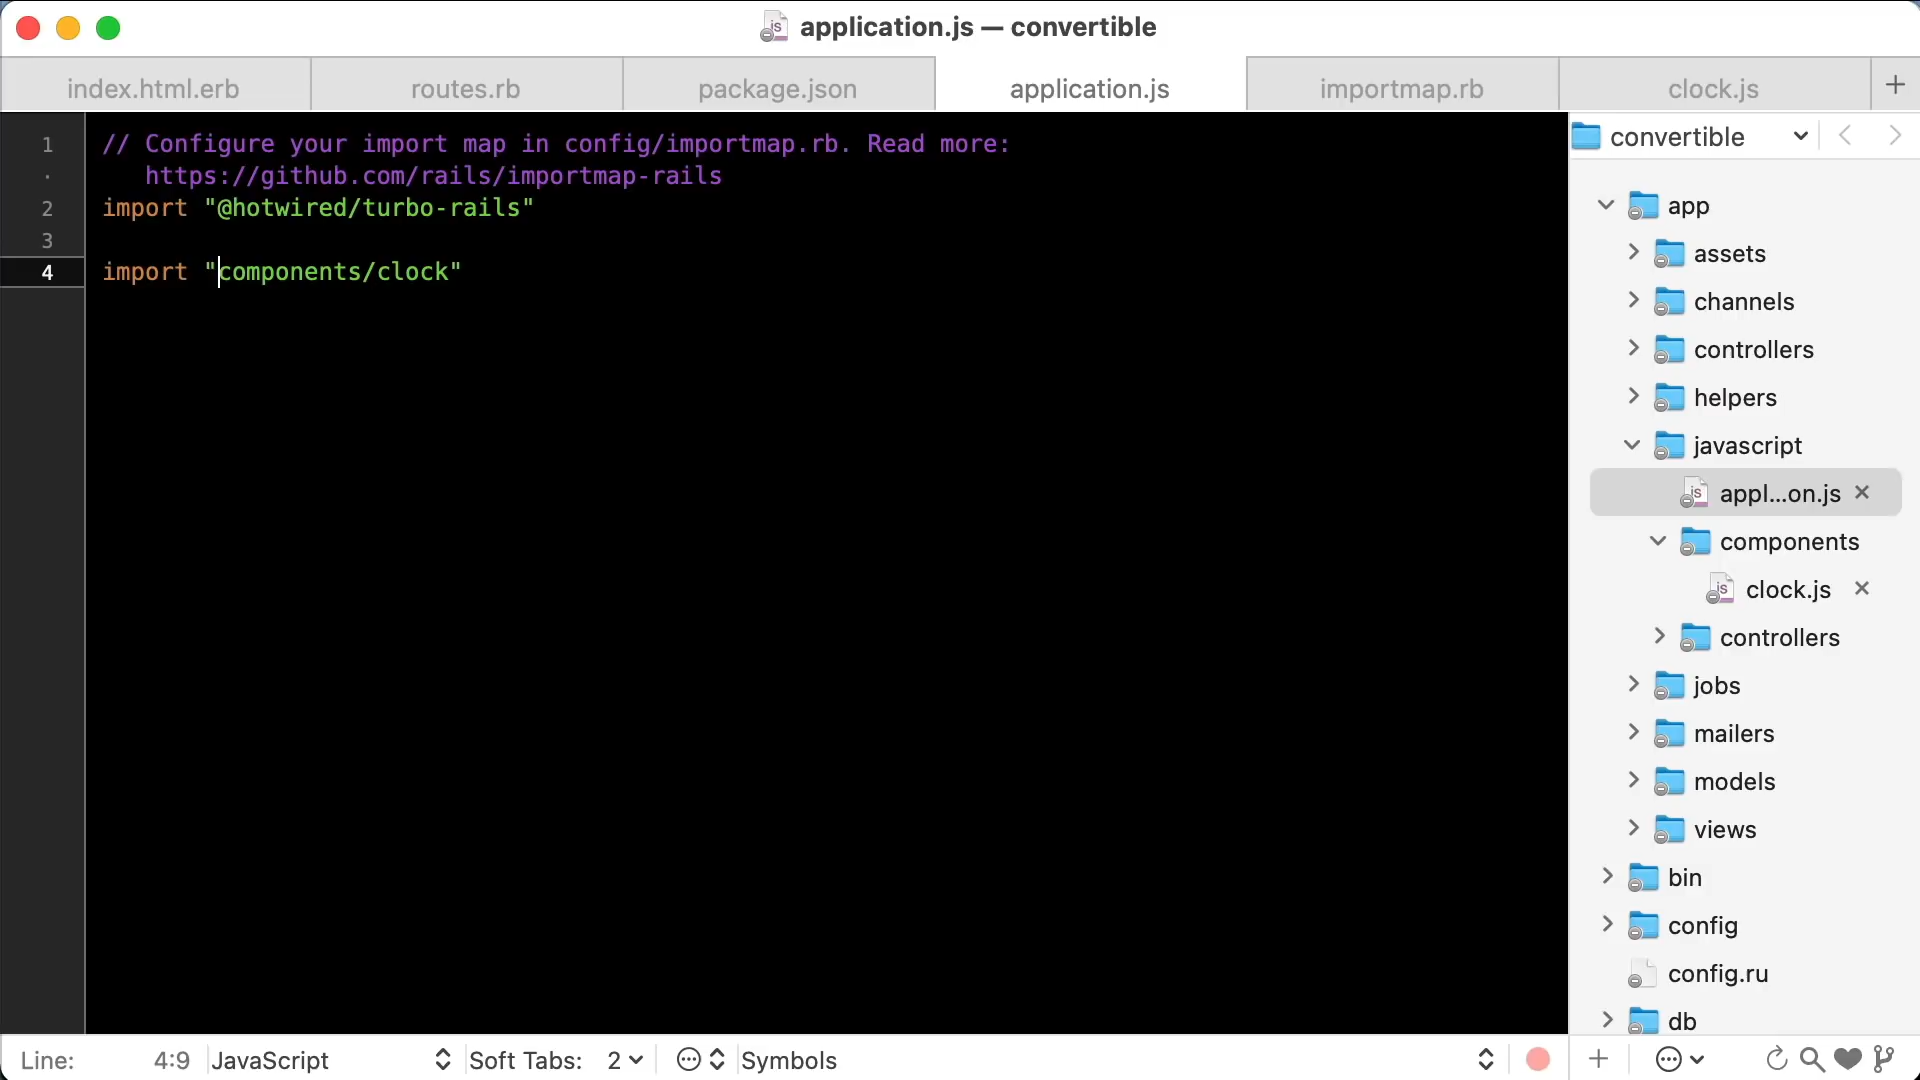 application.js — convertible
index.html.erb
routes.rb
package.json
application.js
importmap.rb
clock.js
1 // Configure your import map in config/importmap.rb. Read more:
· https://github.com/rails/importmap-rails
2 import "@hotwired/turbo-rails"
3
4 import "components/clock"
convertible
app
assets
channels
controllers
helpers
javascript
appl...on.js
components
clock.js
controllers
jobs
mailers
models
views
bin
config
config.ru
db
Line: 4:9 JavaScript Soft Tabs: 2 Symbols